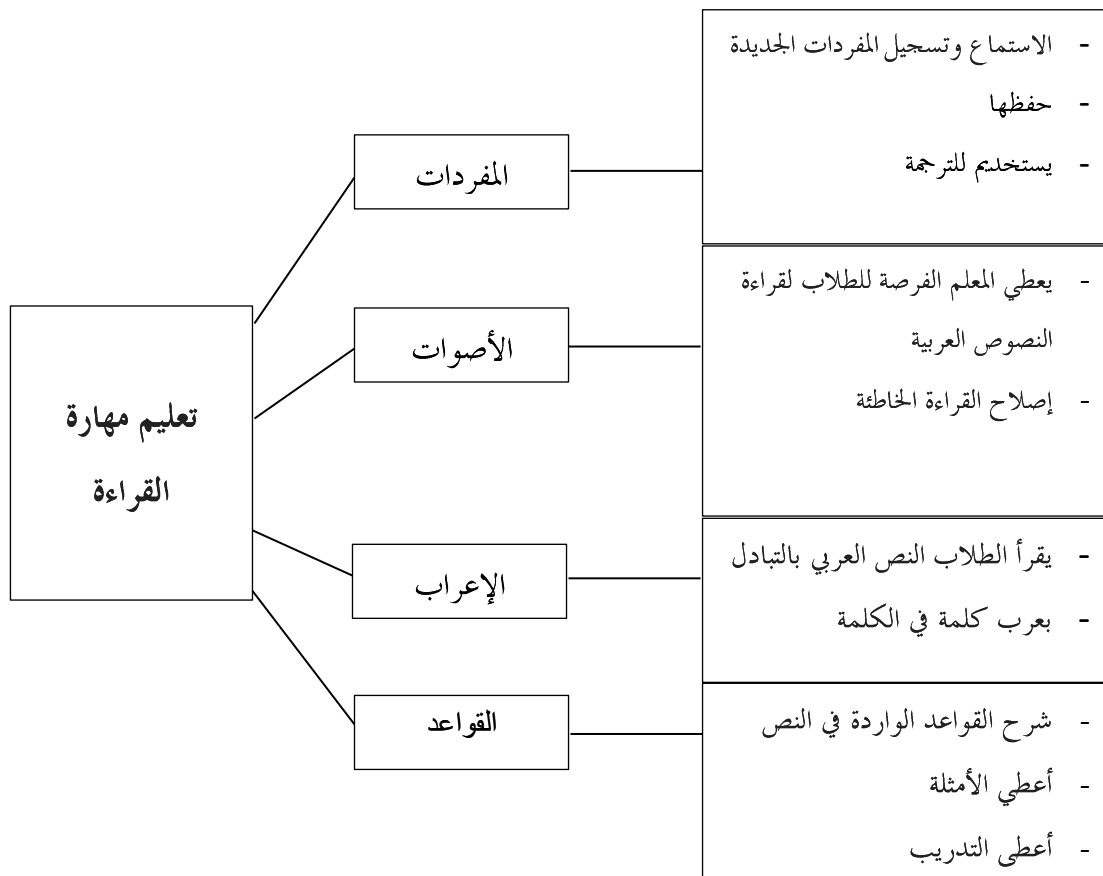 تعليم مهارة
القراءة
المفردات
- الاستماع وتسجيل المفردات الجديدة
- حفظها
- يستخديم للترجمة
الأصوات
- يعطي المعلم الفرصة للطلاب لقراءة
النصوص العربية
- إصلاح القراءة الخاطئة
الإعراب
- يقرأ الطلاب النص العربي بالتبادل
- بعرب كلمة في الكلمة
القواعد
- شرح القواعد الواردة في النص
- أعطي الأمثلة
- أعطى التدريب